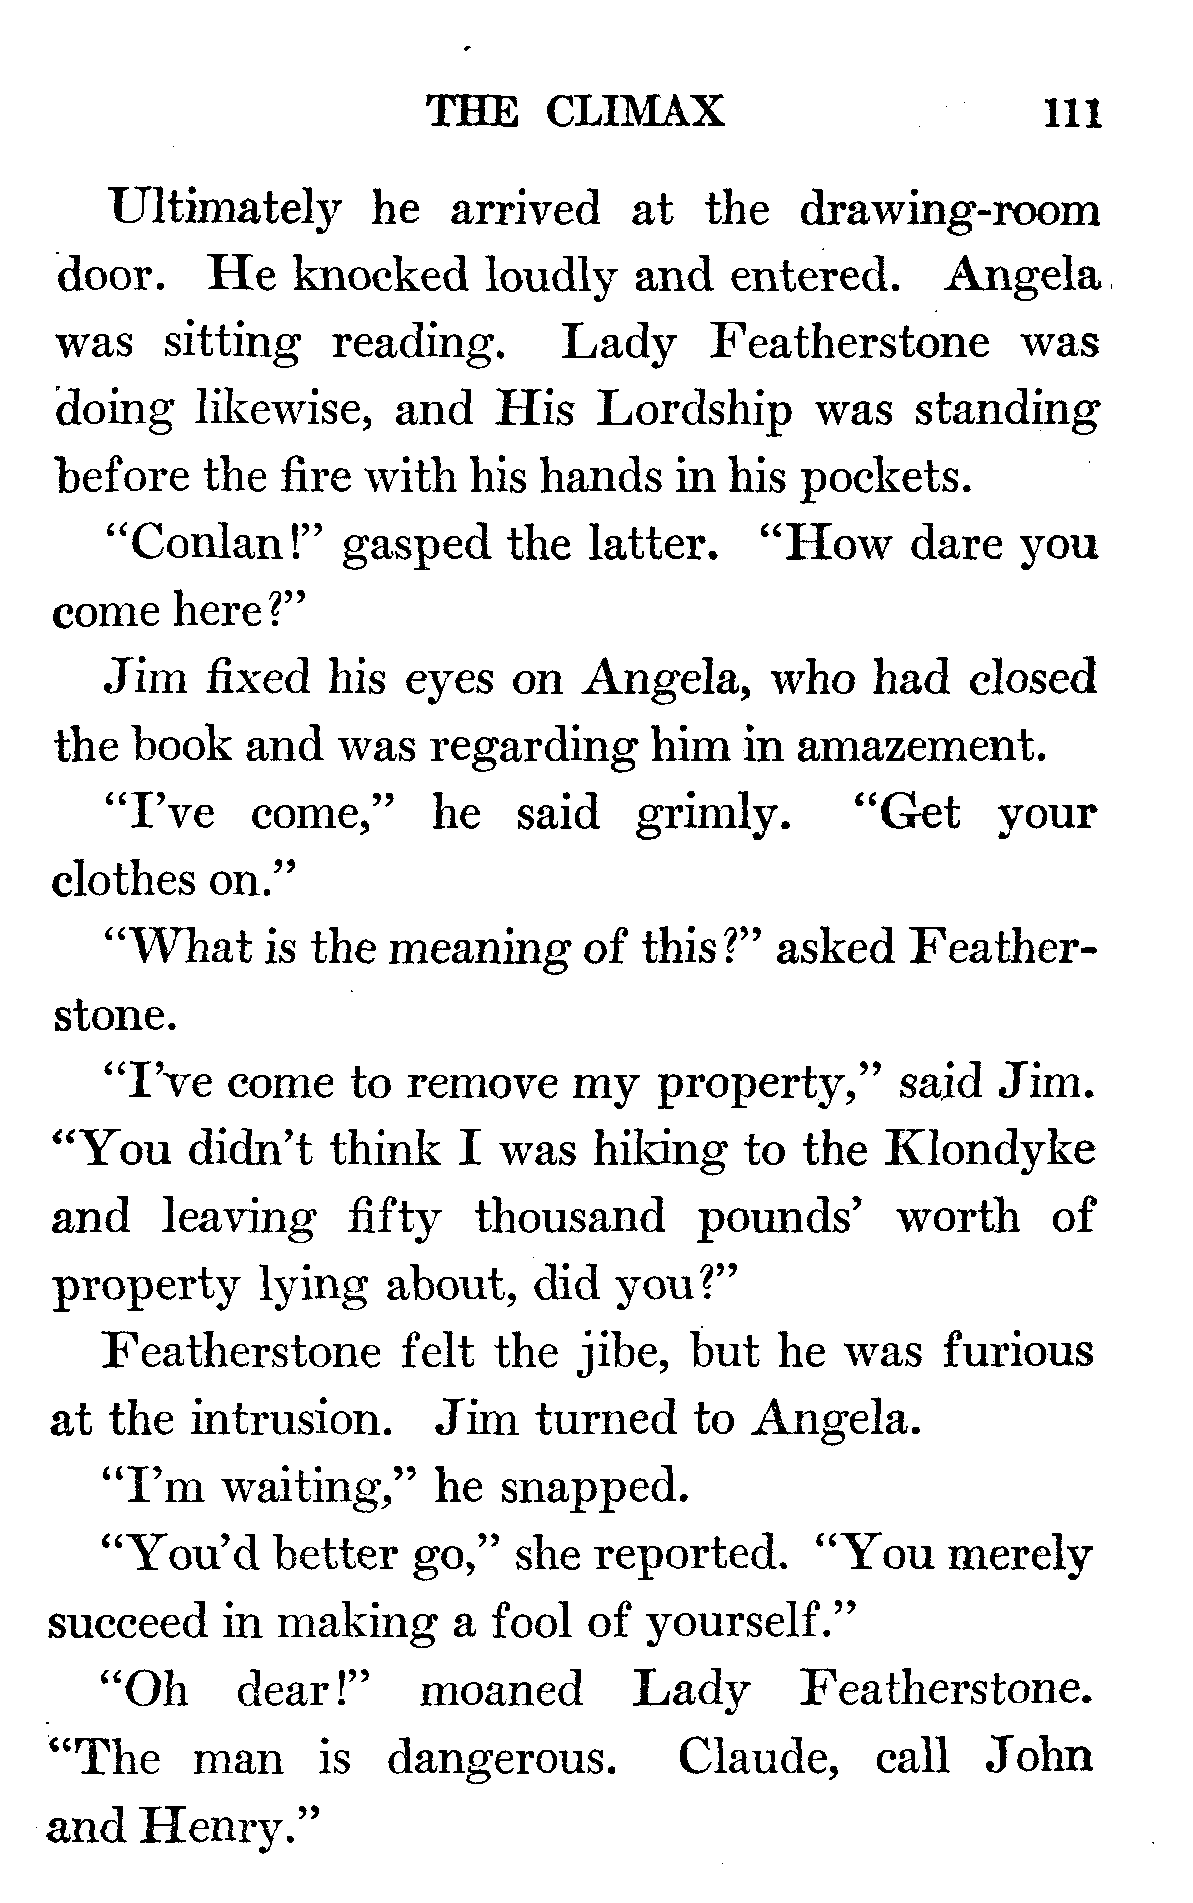 THE CLIMAX 111
Ultimately he arrived at the drawing-room
door. He knocked loudly and entered. Angela
was sitting reading. Lady Featherstone was
doing likewise, and His Lordship was standing
before the fire with his hands in his pockets.
“Conlan!” gasped the latter. “How dare you
come here?”
Jim fixed his eyes on Angela, who had closed
the book and was regarding him in amazement.
“I’ve come,” he said grimly. “Get your
clothes on.”
“What is the meaning of this?” asked Feather-
stone.
“I’ve come to remove my property,” said Jim.
“You didn’t think I was hiking to the Klondyke
and leaving fifty thousand pounds’ worth of
property lying about, did you?”
Featherstone felt the jibe, but he was furious
at the intrusion. Jim turned to Angela.
“I’m waiting,” he snapped.
“You’d better go,” she reported. “You merely
succeed in making a fool of yourself.”
“Oh dear!” moaned Lady Featherstone.
“The man is dangerous. Claude, call John
and Henry.”